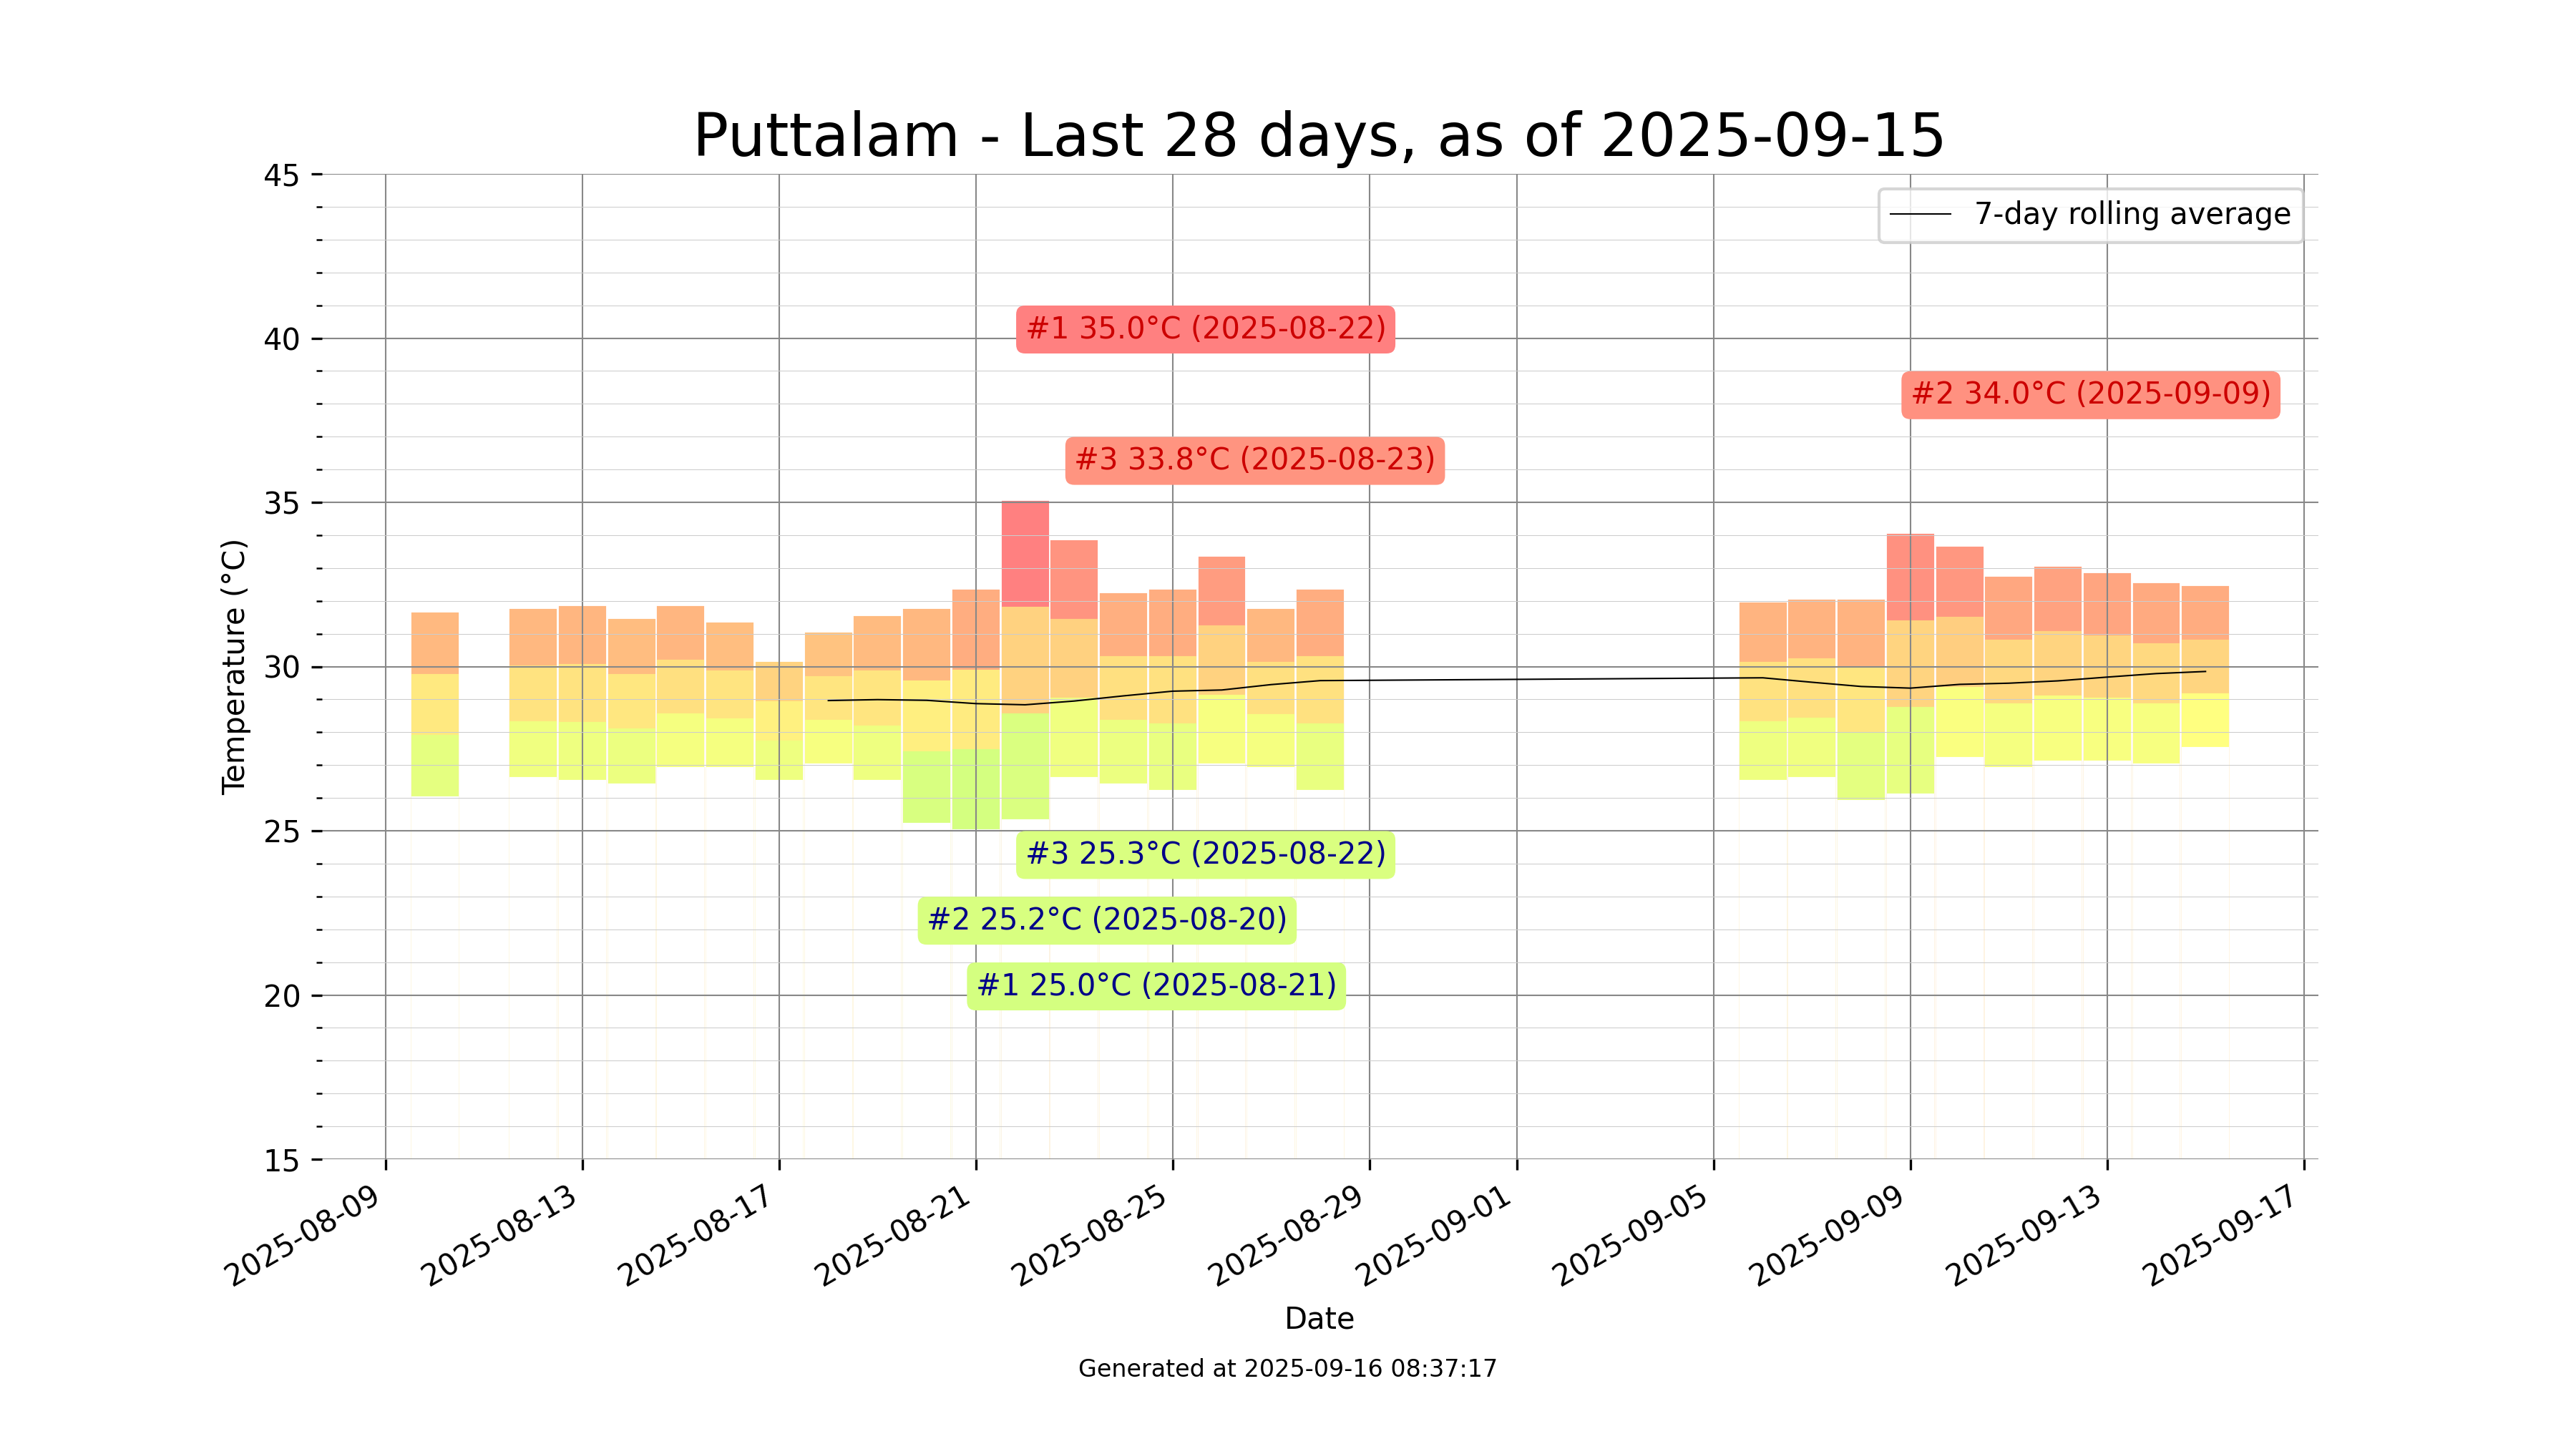 Puttalam - Last 28 days, as of 2025-09-15
7-day rolling average
Temperature (°C)
45
40
35
30
25
20
15
#1 35.0°C (2025-08-22)
#2 34.0°C (2025-09-09)
#3 33.8°C (2025-08-23)
#3 25.3°C (2025-08-22)
#2 25.2°C (2025-08-20)
#1 25.0°C (2025-08-21)
2025-08-09
2025-08-13
2025-08-17
2025-08-21
2025-08-25
2025-08-29
2025-09-01
2025-09-05
2025-09-09
2025-09-13
2025-09-17
Date
Generated at 2025-09-16 08:37:17